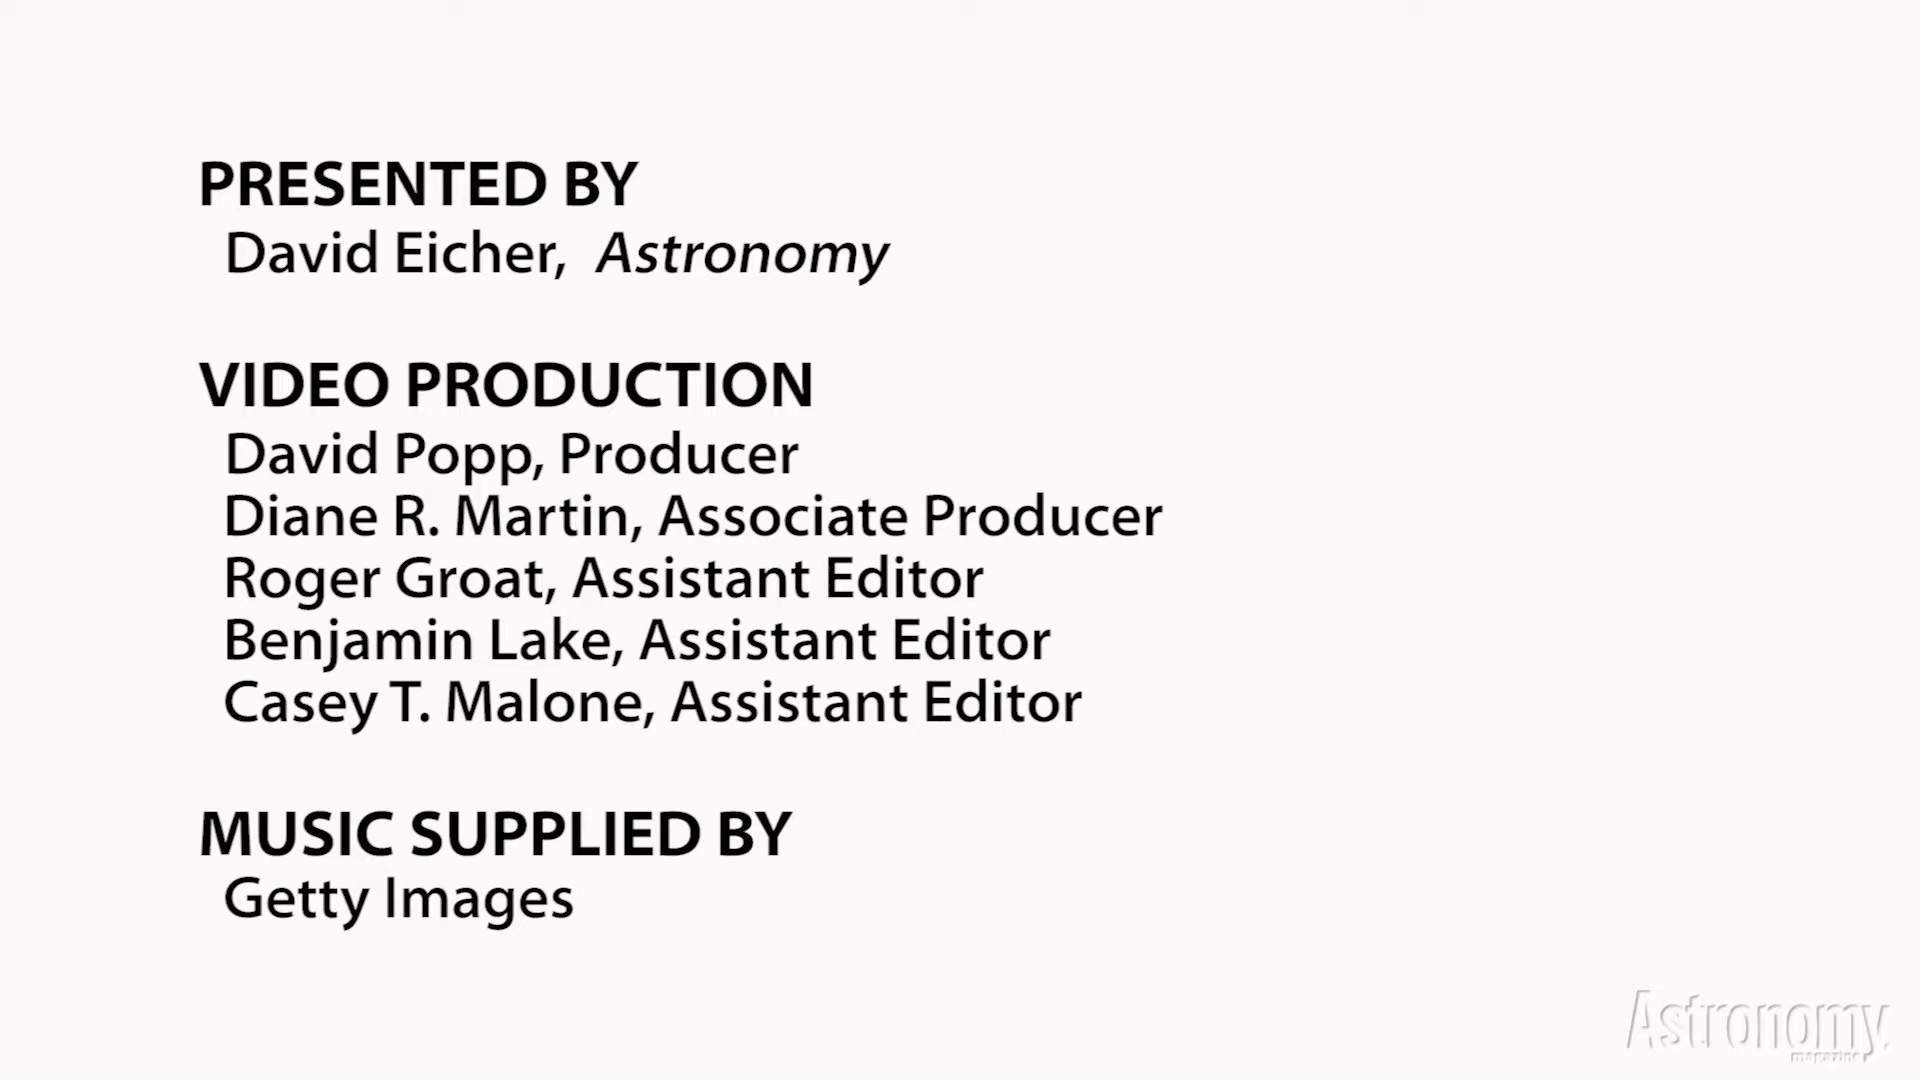 PRESENTED BY
David Eicher, Astronomy
VIDEO PRODUCTION
David Popp, Producer
Diane R. Martin, Associate Producer
Roger Groat, Assistant Editor
Benjamin Lake, Assistant Editor
Casey T. Malone, Assistant Editor
MUSIC SUPPLIED BY
Getty Images
Astronomy
magazine